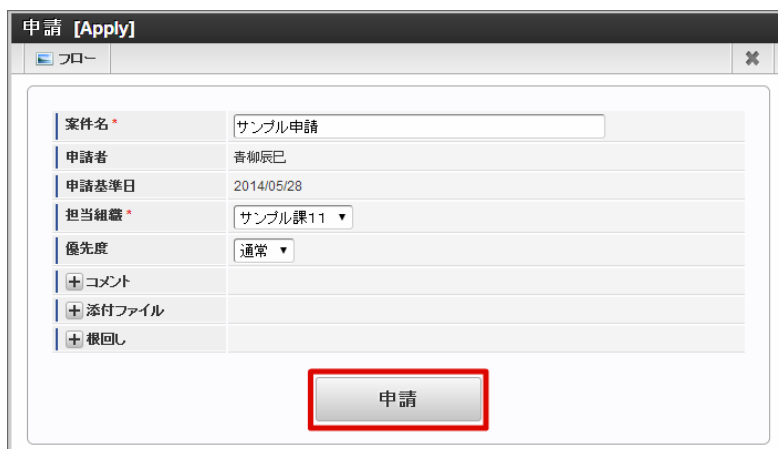 申請 [Apply]
フロー
案件名* サンプル申請
申請者 青柳辰巳
申請基準日 2014/05/28
担当組織* サンプル課11
優先度 通常
コメント
添付ファイル
根回し
申請